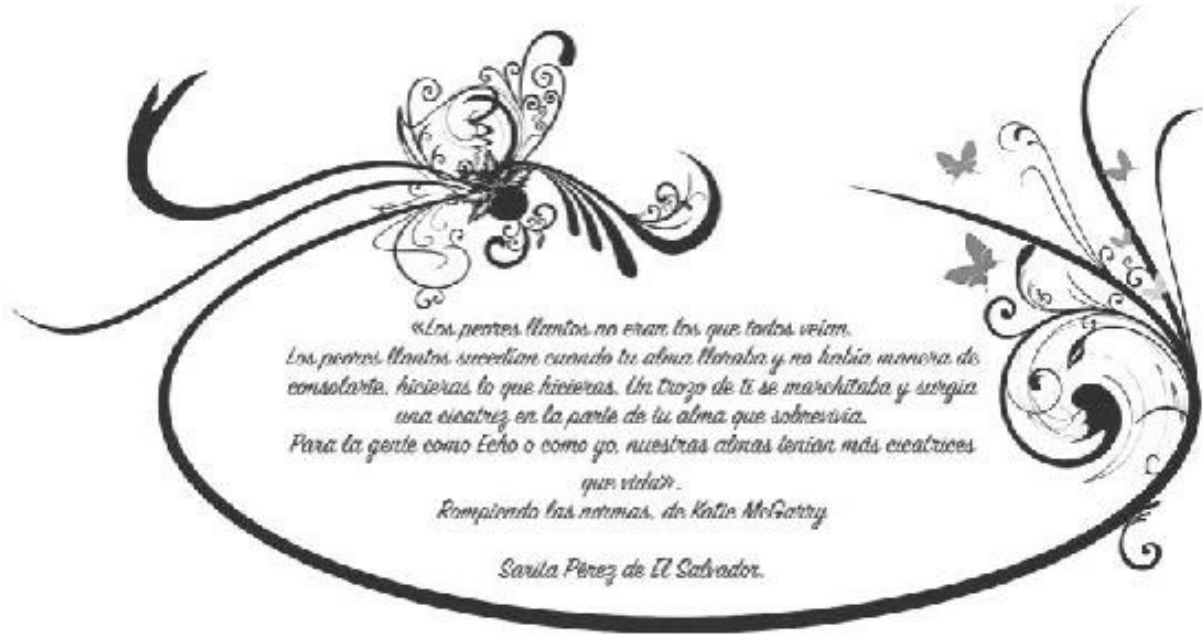 «Los peores llantos no eran los que todos veían.
Los peores llantos sucedían cuando tu alma lloraba y no había manera de
consolarte, hicieras lo que hicieras. Un trozo de ti se marchitaba y surgía
una cicatriz en la parte de tu alma que sobrevivía.
Para la gente como Echo o como yo, nuestras almas tenían más cicatrices
que vida».
Rompiendo las normas, de Katie McGarry
Sarita Pérez de El Salvador.